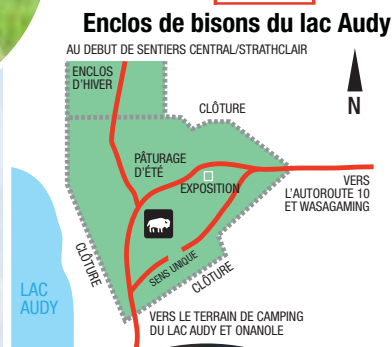 Enclos de bisons du lac Audy
AU DEBUT DE SENTIERS CENTRAL/STRATHCLAIR
ENCLOS
D'HIVER
CLÔTURE
N
PÂTURAGE
D'ÉTÉ
EXPOSITION
VERS
L'AUTOROUTE 10
ET WASAGAMING
CLÔTURE
SENS UNIQUE
CLÔTURE
LAC
AUDY
VERS LE TERRAIN DE CAMPING
DU LAC AUDY ET ONANOLE